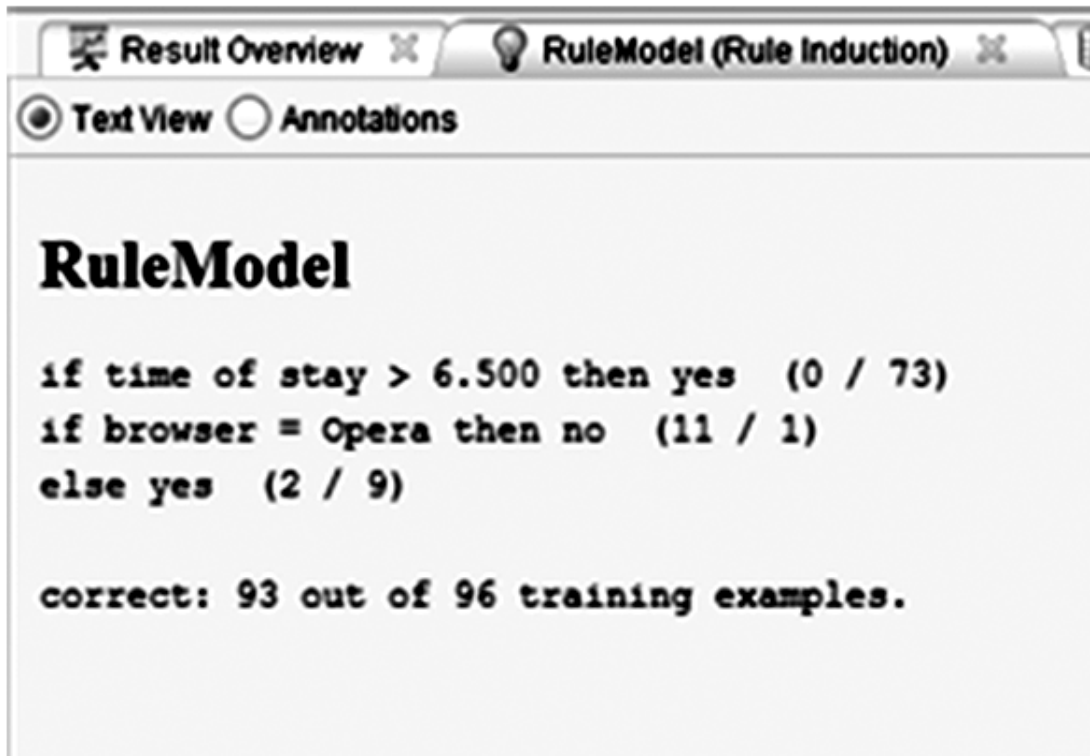 Result Overview RuleModel (Rule Induction)
Text View Annotations
RuleModel
if time of stay > 6.500 then yes (0 / 73)
if browser = Opera then no (11 / 1)
else yes (2 / 9)
correct: 93 out of 96 training examples.